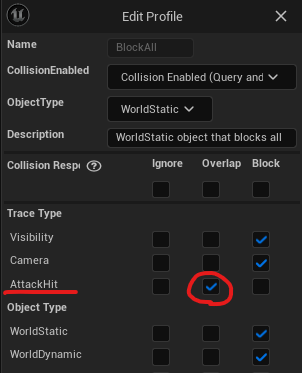 Edit Profile
Name BlockAll
CollisionEnabled Collision Enabled (Query and
ObjectType WorldStatic
Description WorldStatic object that blocks all
Collision Respo Ignore Overlap Block
Trace Type
Visibility
Camera
AttackHit
Object Type
WorldStatic
WorldDynamic